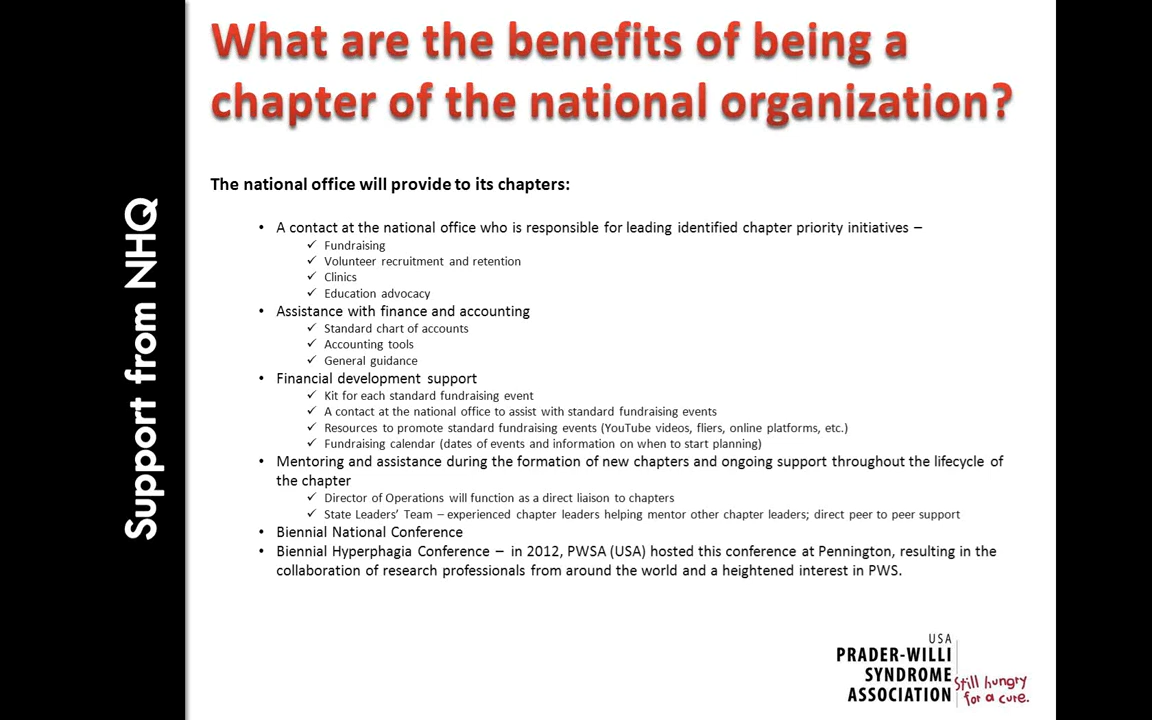 What are the benefits of being a
chapter of the national organization?
Support from NHQ
The national office will provide to its chapters:
• A contact at the national office who is responsible for leading identified chapter priority initiatives –
✓ Fundraising
✓ Volunteer recruitment and retention
✓ Clinics
✓ Education advocacy
• Assistance with finance and accounting
✓ Standard chart of accounts
✓ Accounting tools
✓ General guidance
• Financial development support
✓ Kit for each standard fundraising event
✓ A contact at the national office to assist with standard fundraising events
✓ Resources to promote standard fundraising events (YouTube videos, fliers, online platforms, etc.)
✓ Fundraising calendar (dates of events and information on when to start planning)
• Mentoring and assistance during the formation of new chapters and ongoing support throughout the lifecycle of
the chapter
✓ Director of Operations will function as a direct liaison to chapters
✓ State Leaders' Team – experienced chapter leaders helping mentor other chapter leaders; direct peer to peer support
• Biennial National Conference
• Biennial Hyperphagia Conference – in 2012, PWSA (USA) hosted this conference at Pennington, resulting in the
collaboration of research professionals from around the world and a heightened interest in PWS.
USA
PRADER-WILLI
SYNDROME
ASSOCIATION
Still hungry
for a cure.